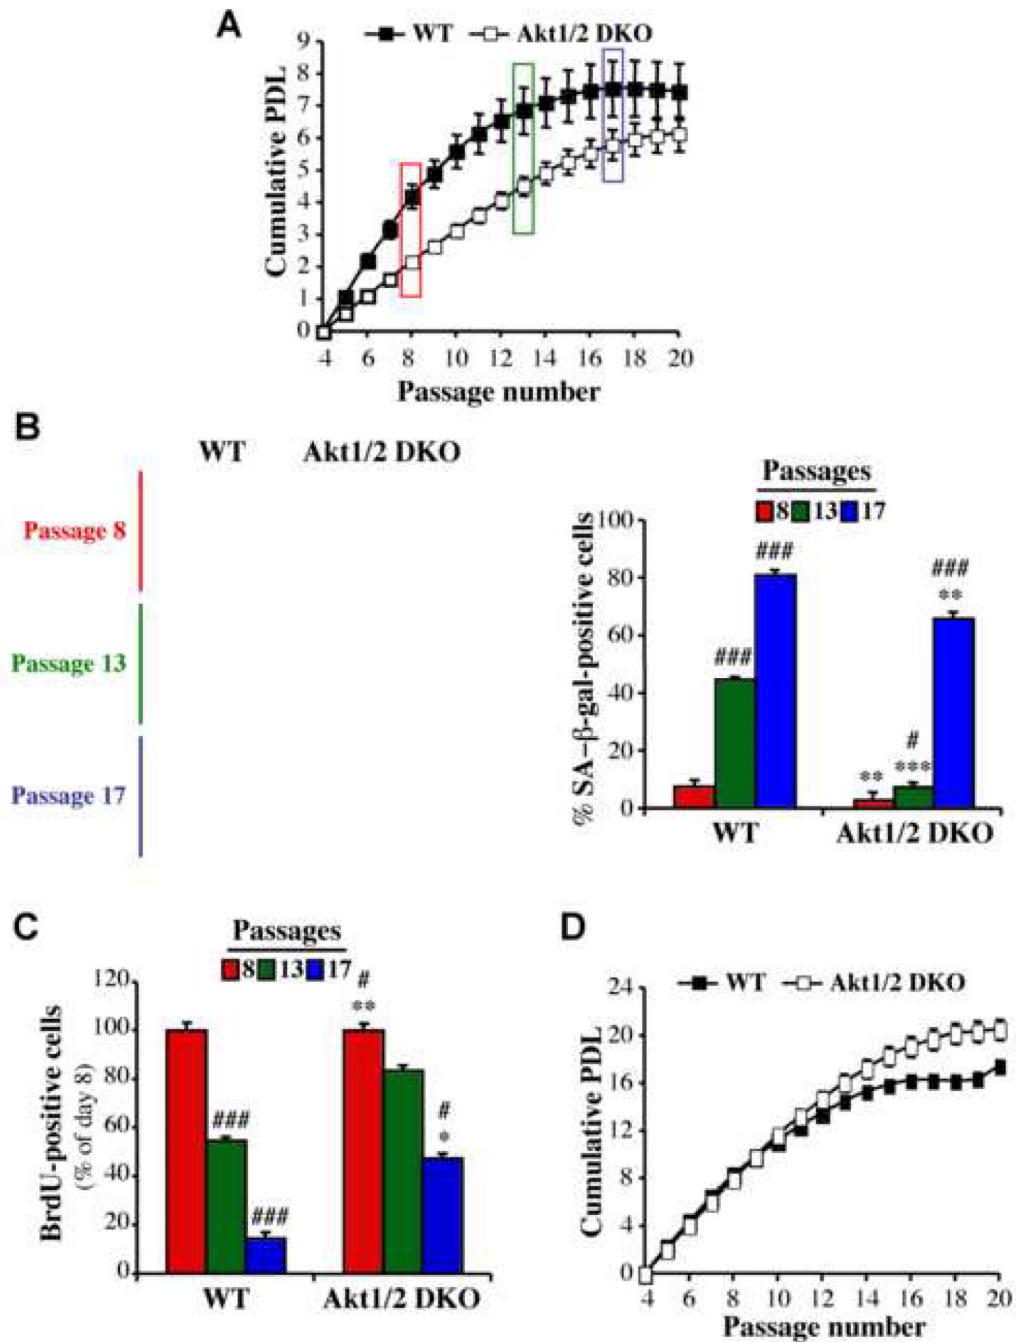 A
WT Akt1/2 DKO
9
8
7
6
5
4
3
2
1
0
Cumulative PDL
4 6 8 10 12 14 16 18 20
Passage number
B
WT Akt1/2 DKO
Passage 8
Passage 13
Passage 17
Passages
8 13 17
100
80
60
40
20
0
% SA-β-gal-positive cells
###
###
###
**
#
**
***
WT Akt1/2 DKO
C
Passages
8 13 17
120
100
80
60
40
20
0
BrdU-positive cells
(% of day 8)
###
###
#
**
#
*
WT Akt1/2 DKO
D
WT Akt1/2 DKO
24
20
16
12
8
4
0
Cumulative PDL
4 6 8 10 12 14 16 18 20
Passage number